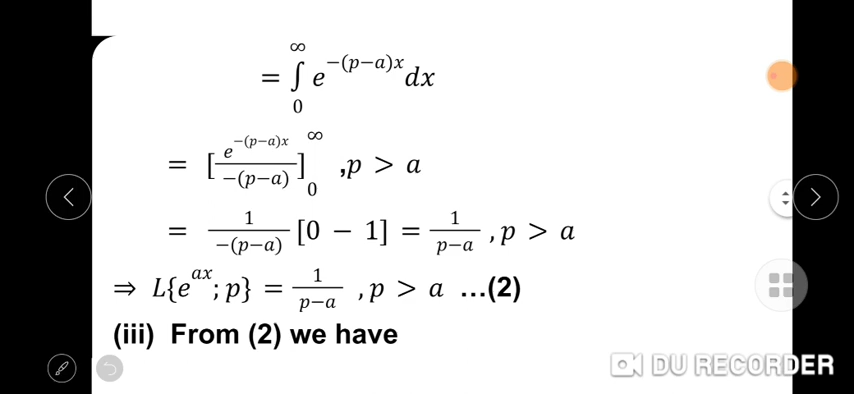 = ∫₀^∞ e^{−(p−a)x} dx
= [e^{−(p−a)x} / −(p−a)]₀^∞ ,p > a
= 1/−(p−a) [0 − 1] = 1/(p−a) , p > a
⇒ L{e^{ax}; p} = 1/(p−a) , p > a ...(2)
(iii) From (2) we have
DU RECORDER